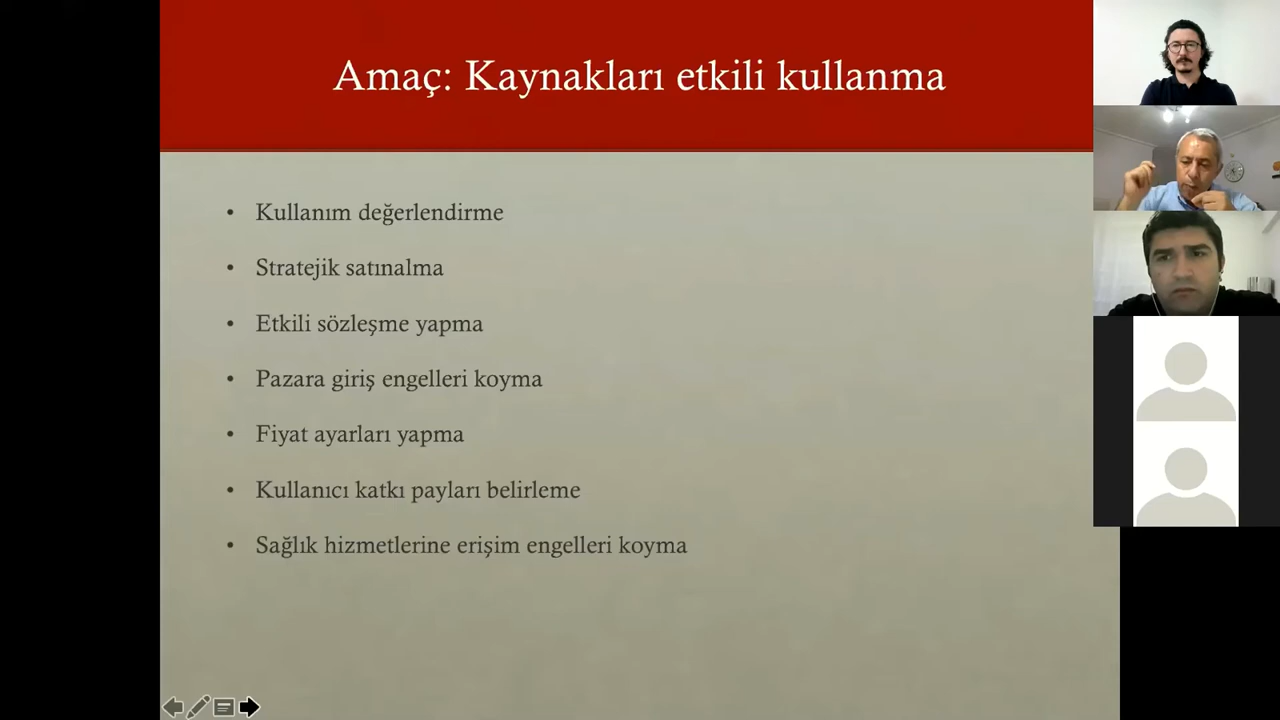 Amaç: Kaynakları etkili kullanma
• Kullanım değerlendirme
• Stratejik satınalma
• Etkili sözleşme yapma
• Pazara giriş engelleri koyma
• Fiyat ayarları yapma
• Kullanıcı katkı payları belirleme
• Sağlık hizmetlerine erişim engelleri koyma